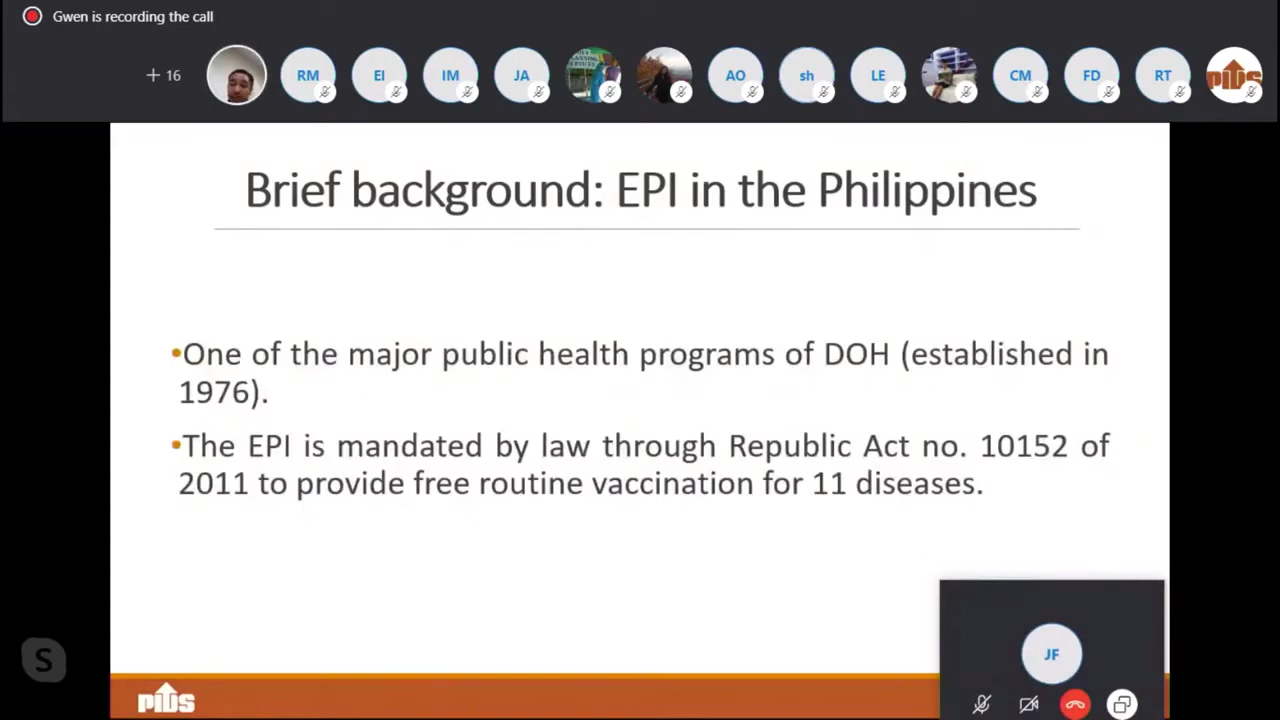 Gwen is recording the call
+ 16
RM
EI
IM
JA
AO
sh
LE
CM
FD
RT
PIDS
Brief background: EPI in the Philippines
•One of the major public health programs of DOH (established in
1976).
•The EPI is mandated by law through Republic Act no. 10152 of
2011 to provide free routine vaccination for 11 diseases.
JF
S
PIDS